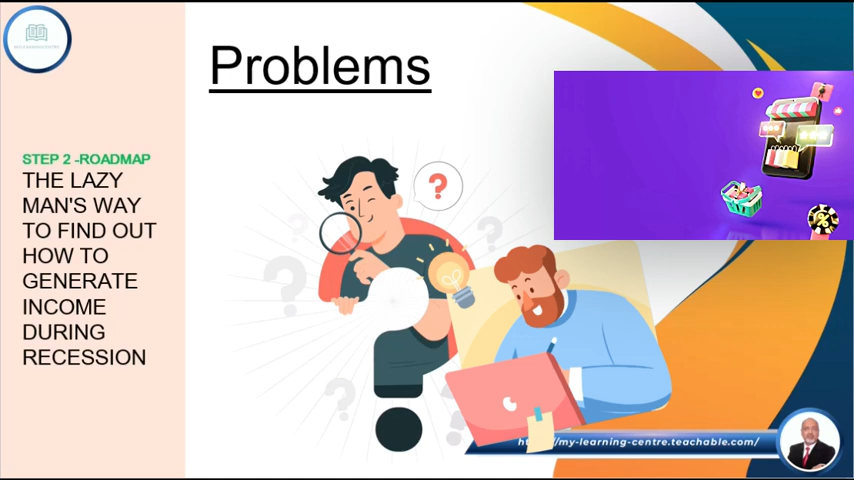 Problems
STEP 2 -ROADMAP
THE LAZY
MAN'S WAY
TO FIND OUT
HOW TO
GENERATE
INCOME
DURING
RECESSION
/my-learning-centre.teachable.com/